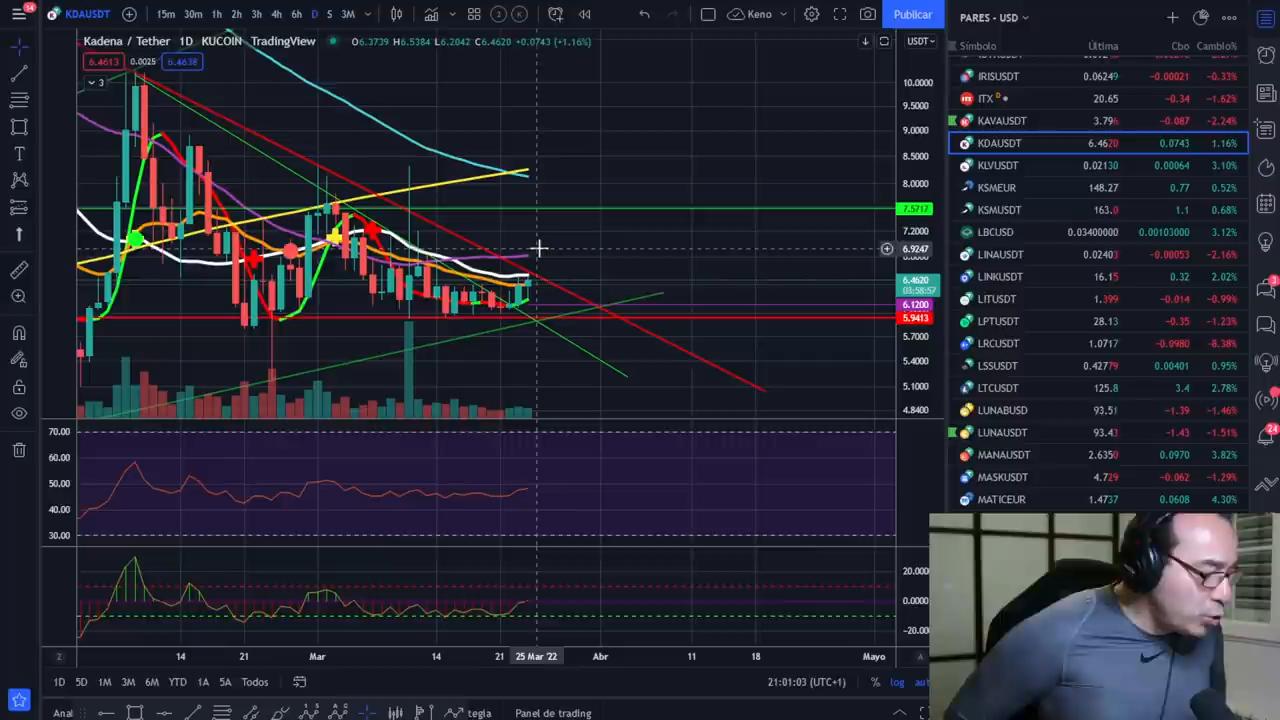 14
KDAUSDT
15m 30m 1h 2h 3h 4h 6h D S 3M
Keno
Publicar
Kadena / Tether 1D KUCOIN TradingView O6.3739 H6.5384 L6.2042 C6.4620 +0.0743 (+1.16%)
USDT
6.4613 0.0025 6.4638
3
10.0000
9.5000
9.0000
8.5000
8.0000
7.5717
7.2000
6.9247
6.4620
03:58:57
6.1200
5.9413
5.7000
5.4000
5.1000
4.8400
70.00
60.00
50.00
40.00
30.00
20.0000
0.0000
-20.0000
Z 14 Mar 14 21 25 Mar '22 Abr 11 18 Mayo A
1D 5D 1M 3M 6M YTD 1A 5A Todos
21:01:03 (UTC+1) % log
tegla Panel de trading
PARES - USD
Símbolo Última Cbo Cambio%
IRISUSDT 0.06249 −0.00021 −0.33%
ITX D 20.65 −0.34 −1.62%
KAVAUSDT 3.796 −0.087 −2.24%
KDAUSDT 6.4620 0.0743 1.16%
KLVUSDT 0.02130 0.00064 3.10%
KSMEUR 148.27 0.77 0.52%
KSMUSDT 163.0 1.1 0.68%
LBCUSD 0.03400000 0.00103000 3.12%
LINAUSDT 0.02403 −0.00053 −2.16%
LINKUSDT 16.15 0.32 2.02%
LITUSDT 1.399 −0.014 −0.99%
LPTUSDT 28.13 −0.35 −1.23%
LRCUSDT 1.0717 −0.0980 −8.38%
LSSUSDT 0.42779 0.00401 0.95%
LTCUSDT 125.8 3.4 2.78%
LUNABUSD 93.51 −1.39 −1.46%
LUNAUSDT 93.43 −1.43 −1.51%
MANAUSDT 2.6350 0.0970 3.82%
MASKUSDT 4.729 −0.062 −1.29%
MATICEUR 1.4737 0.0608 4.30%
3
24